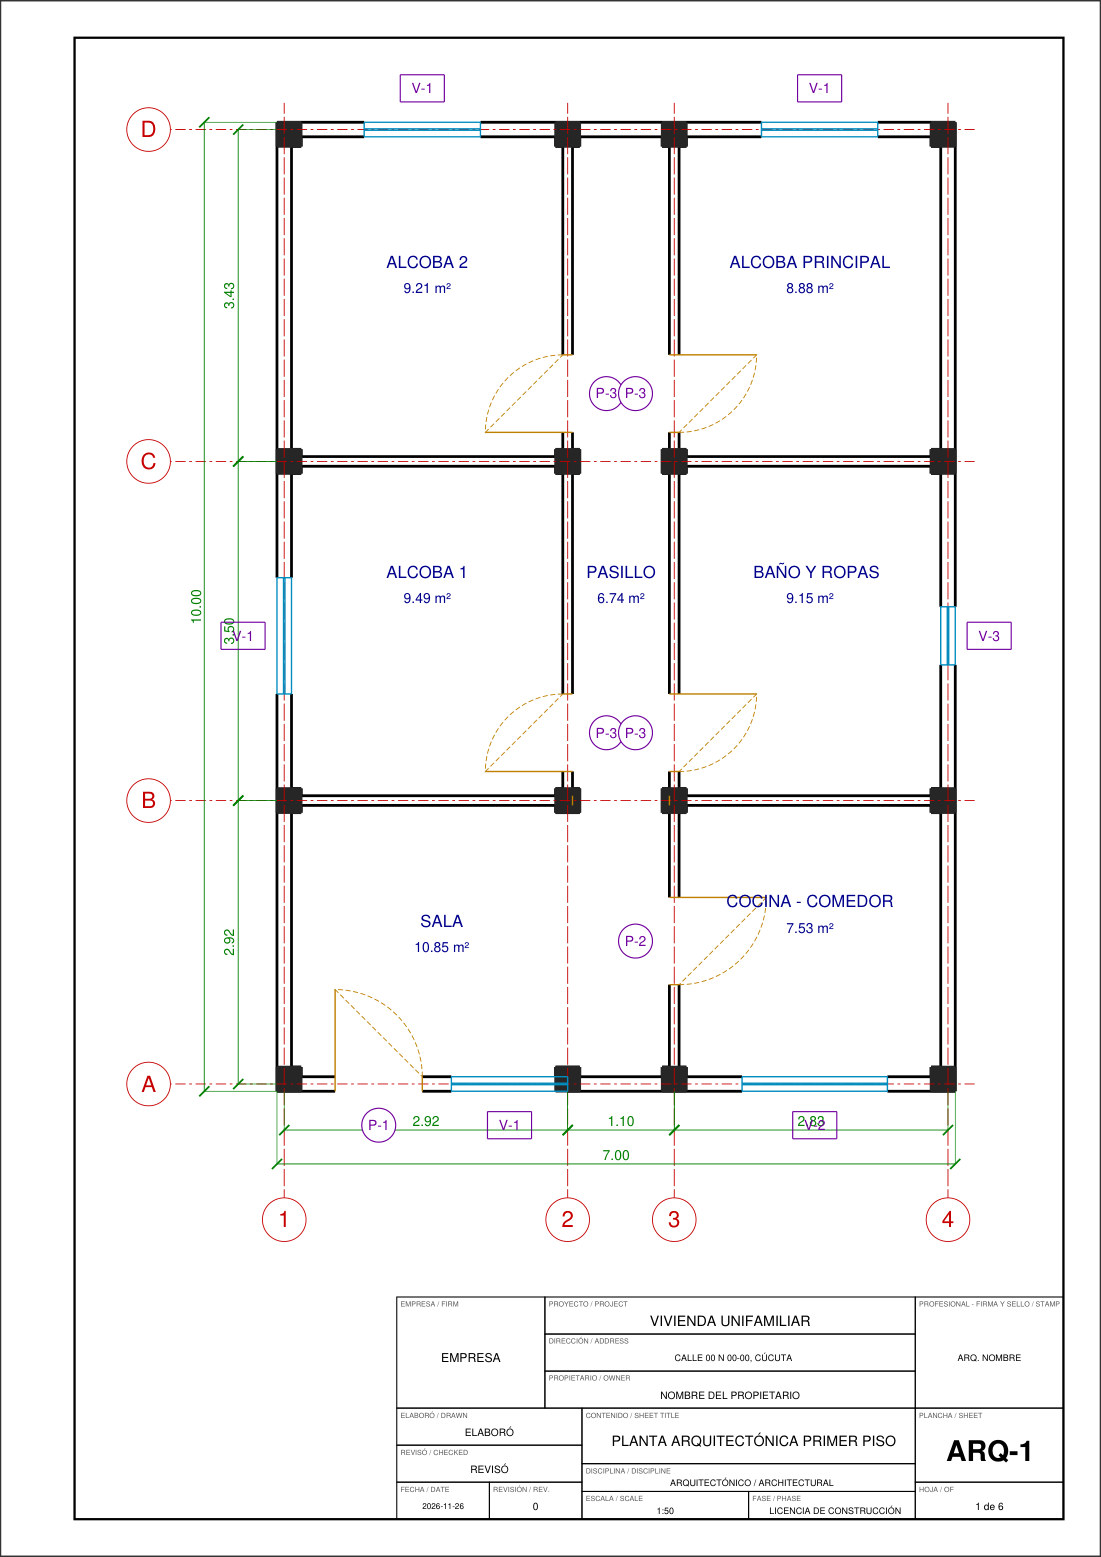 V-1
V-1
D
ALCOBA 2
9.21 m²
ALCOBA PRINCIPAL
8.88 m²
3.43
P-3
P-3
C
ALCOBA 1
9.49 m²
PASILLO
6.74 m²
BAÑO Y ROPAS
9.15 m²
10.00
3.50
V-1
V-3
P-3
P-3
B
COCINA - COMEDOR
7.53 m²
SALA
10.85 m²
2.92
P-2
A
P-1
2.92
V-1
1.10
2.83
V-2
7.00
1
2
3
4
EMPRESA / FIRM
EMPRESA
PROYECTO / PROJECT
VIVIENDA UNIFAMILIAR
DIRECCIÓN / ADDRESS
CALLE 00 N 00-00, CÚCUTA
PROPIETARIO / OWNER
NOMBRE DEL PROPIETARIO
PROFESIONAL - FIRMA Y SELLO / STAMP
ARQ. NOMBRE
ELABORÓ / DRAWN
ELABORÓ
REVISÓ / CHECKED
REVISÓ
FECHA / DATE
2026-11-26
REVISIÓN / REV.
0
CONTENIDO / SHEET TITLE
PLANTA ARQUITECTÓNICA PRIMER PISO
DISCIPLINA / DISCIPLINE
ARQUITECTÓNICO / ARCHITECTURAL
ESCALA / SCALE
1:50
FASE / PHASE
LICENCIA DE CONSTRUCCIÓN
PLANCHA / SHEET
ARQ-1
HOJA / OF
1 de 6